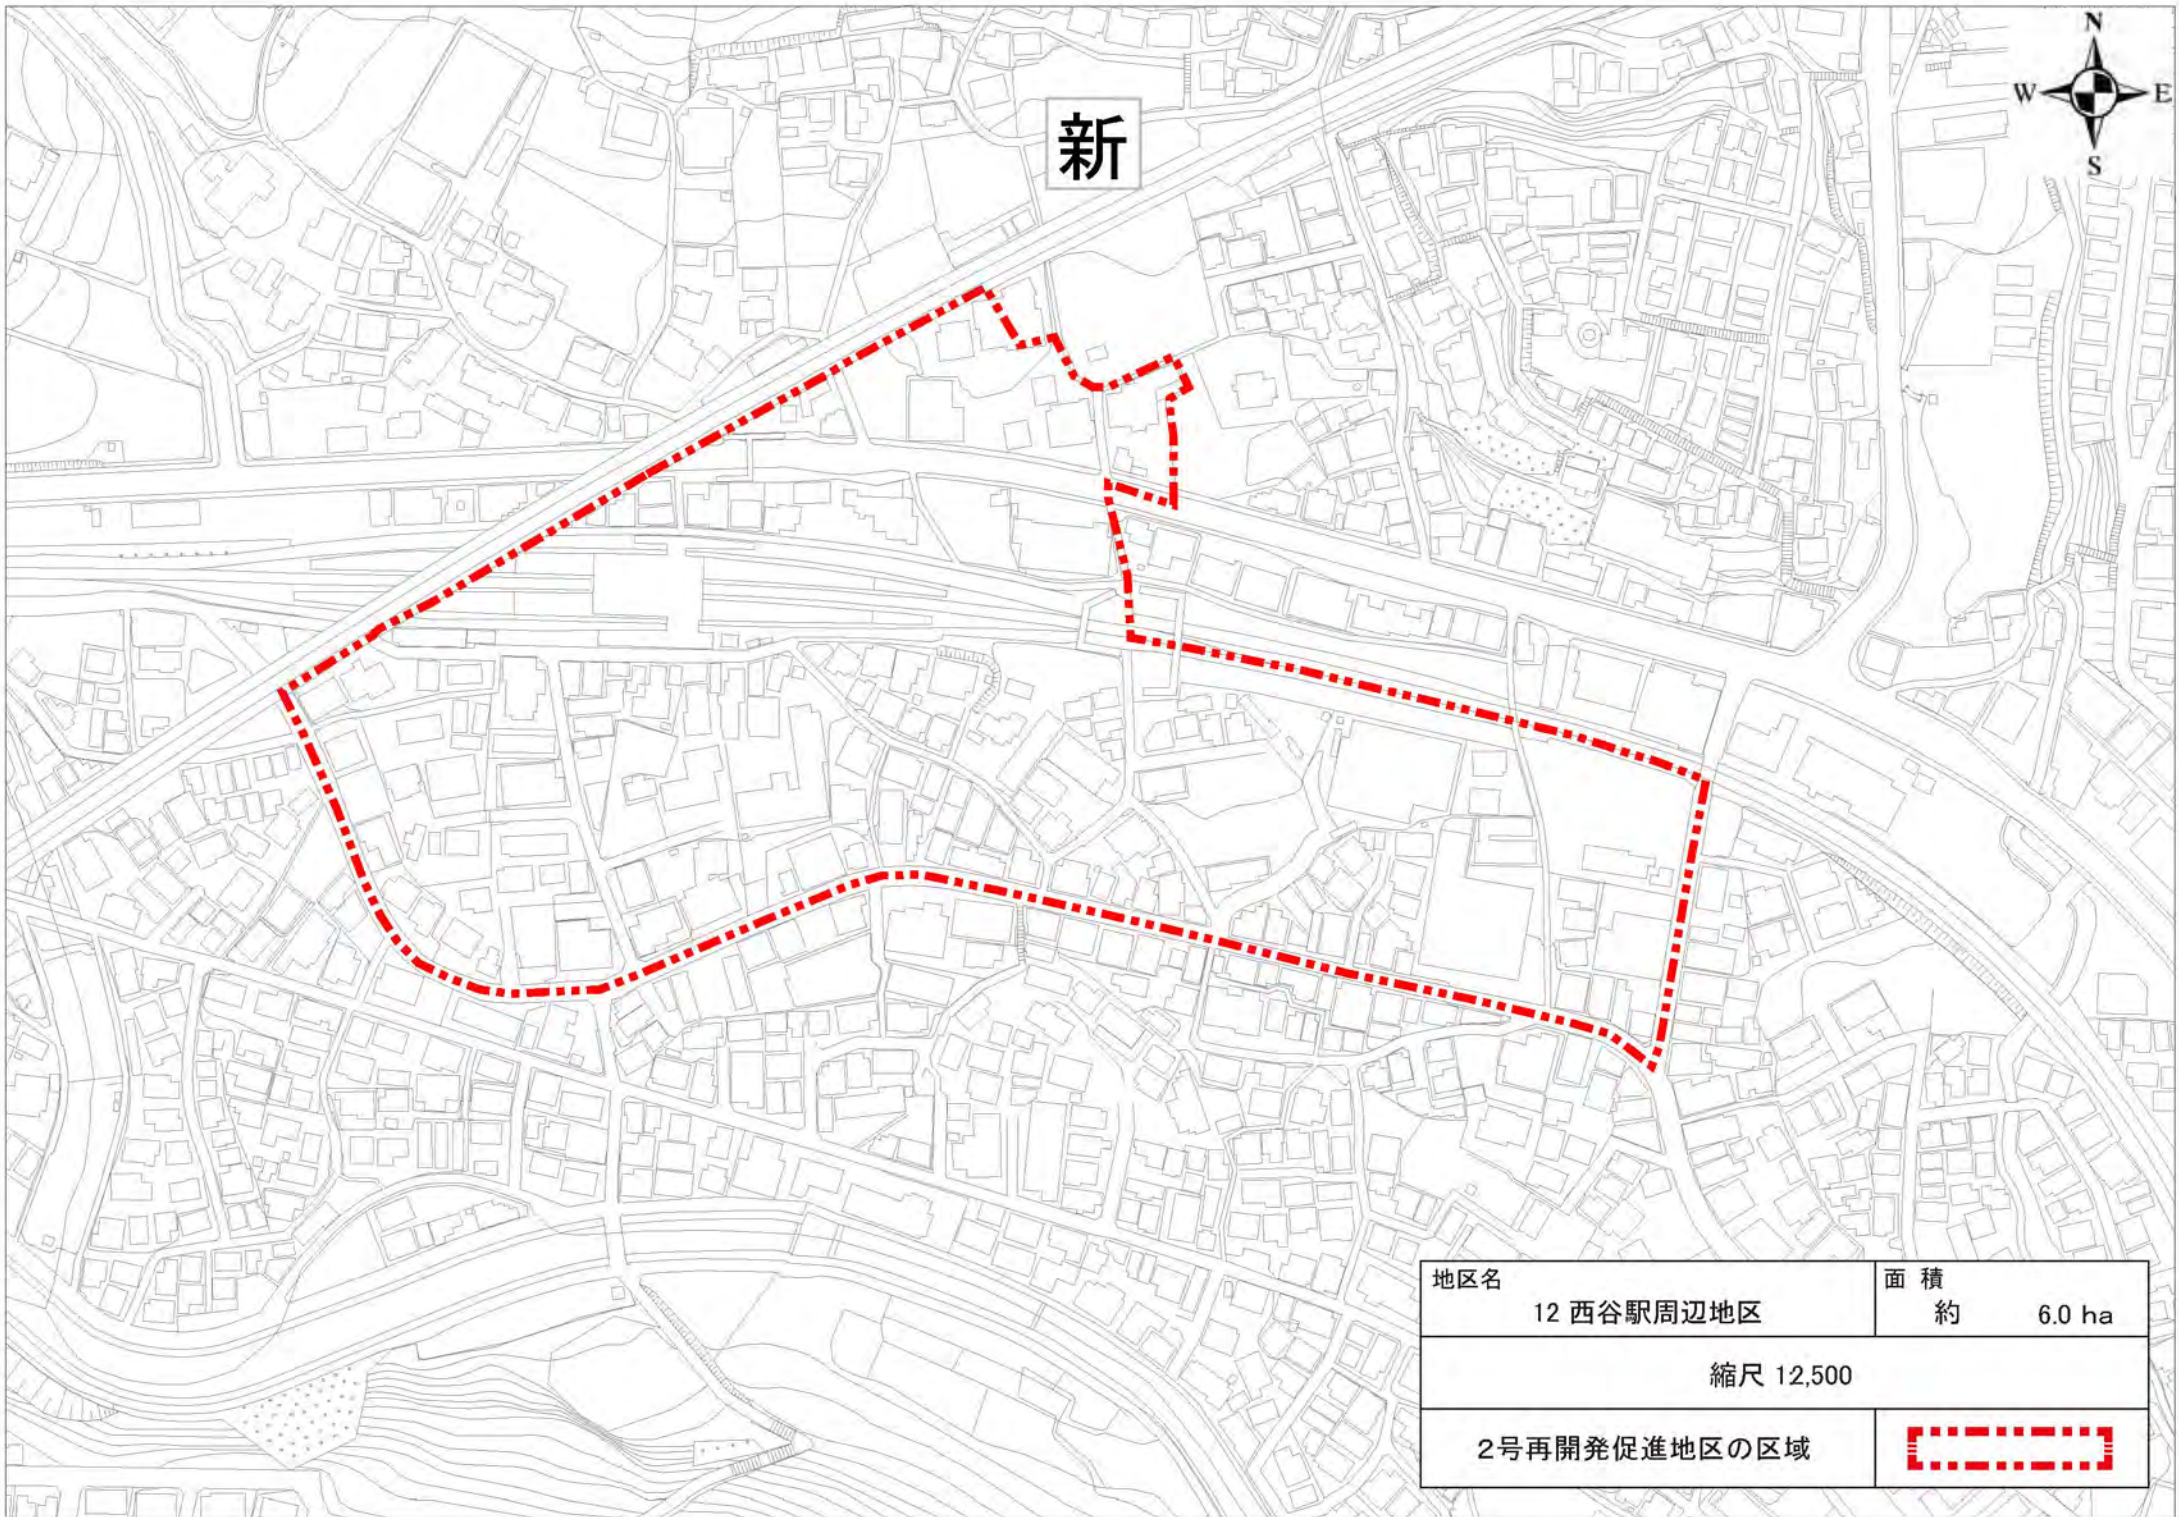 N
W E
S
新
地区名
12 西谷駅周辺地区
面 積
約 6.0 ha
縮尺 12,500
2号再開発促進地区の区域